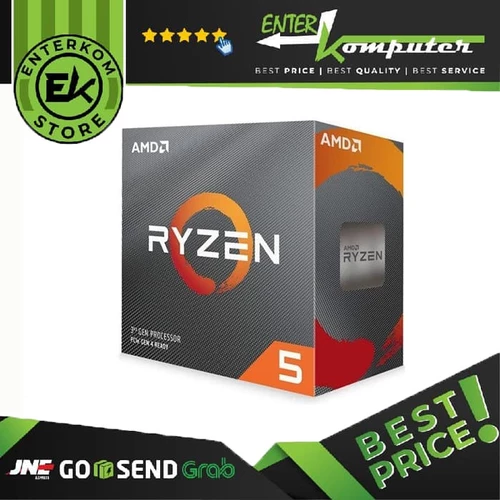 ENTERKOM
EK
STORE
ENTER
Komputer
BEST PRICE | BEST QUALITY | BEST SERVICE
AMD
RYZEN
3RD GEN PROCESSOR
PCIe GEN 4 READY
5
AMD
RYZEN
JNE
EXPRESS
GO SEND
Grab
BEST
PRICE!